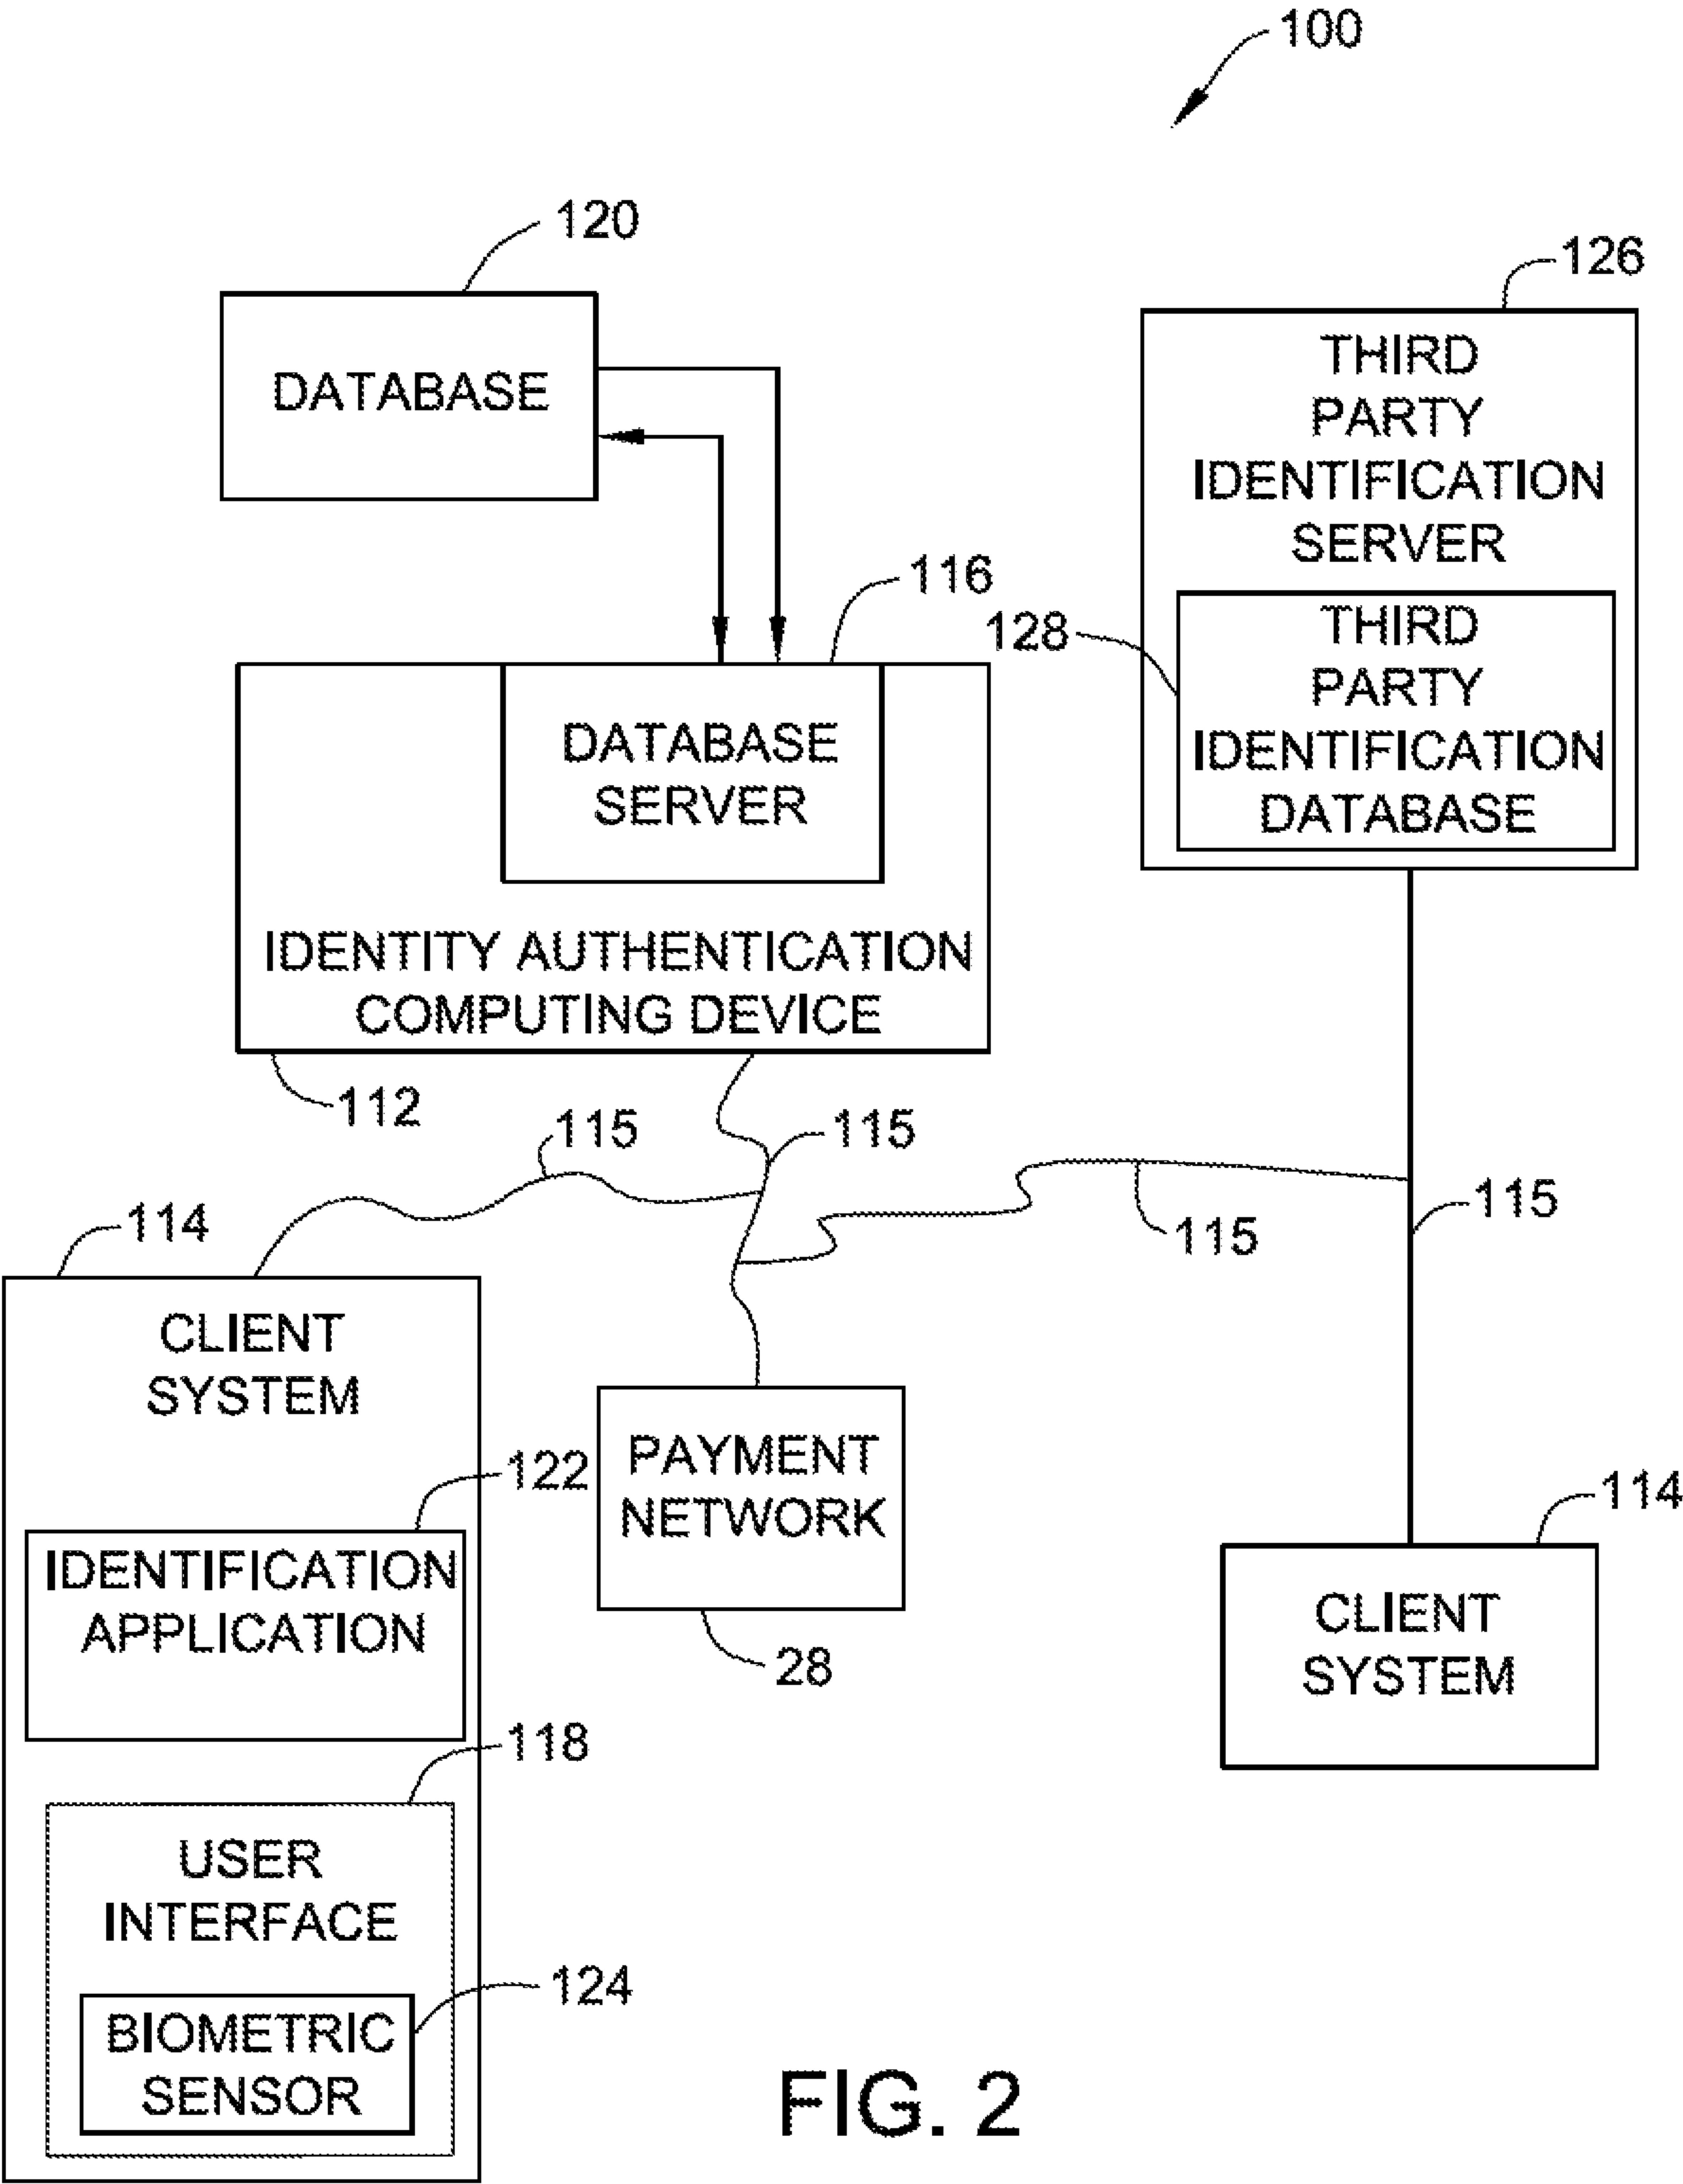 100
120
126
DATABASE
THIRD
PARTY
IDENTIFICATION
SERVER
116
128
THIRD
PARTY
IDENTIFICATION
DATABASE
DATABASE
SERVER
IDENTITY AUTHENTICATION
COMPUTING DEVICE
112
115
115
115
115
114
CLIENT
SYSTEM
122
IDENTIFICATION
APPLICATION
PAYMENT
NETWORK
28
114
CLIENT
SYSTEM
118
USER
INTERFACE
124
BIOMETRIC
SENSOR
FIG. 2